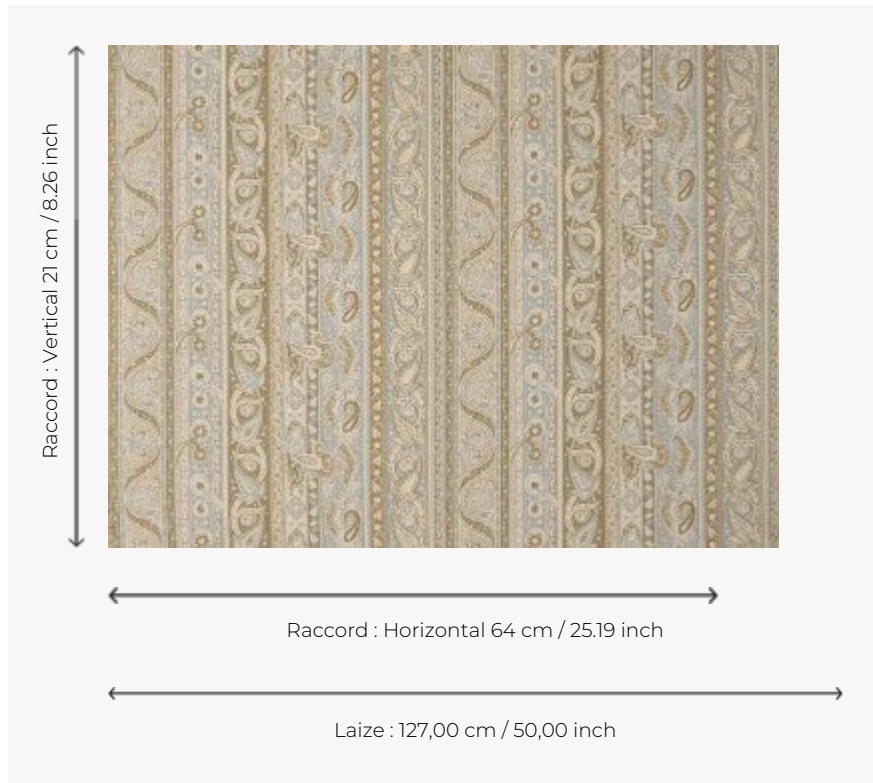 Raccord : Vertical 21 cm / 8.26 inch
Raccord : Horizontal 64 cm / 25.19 inch
Laize : 127,00 cm / 50,00 inch